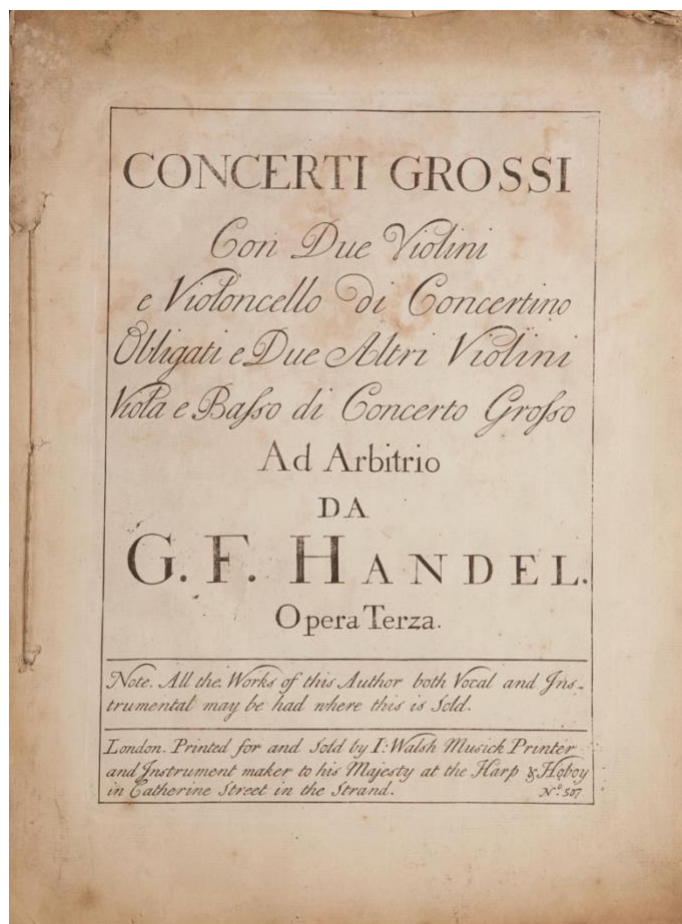 CONCERTI GROSSI
Con Due Violini
e Violoncello di Concertino
Obligati e Due Altri Violini
Viola e Baſso di Concerto Groſso
Ad Arbitrio
DA
G. F. HANDEL.
Opera Terza.
Note. All the Works of this Author both Vocal and Ins-
trumental may be had where this is Sold.
London. Printed for and Sold by I: Walsh Musick Printer
and Instrument maker to his Majesty at the Harp & Hoboy
in Catherine Street in the Strand. No. 507